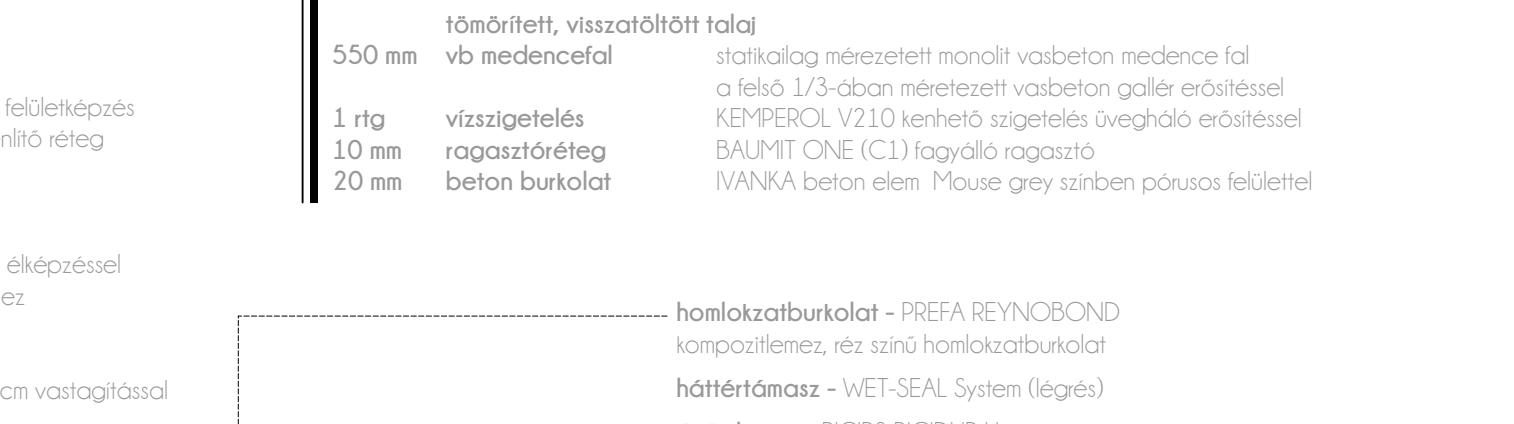 tömörített, visszatöltött talaj
550 mm vb medencefal statikailag mérezetett monolit vasbeton medence fal
a felső 1/3-ában méretezett vasbeton gallér erősítéssel
1 rtg vízszigetelés KEMPEROL V210 kenhető szigetelés üvegháló erősítéssel
10 mm ragasztóréteg BAUMIT ONE (C1) fagyálló ragasztó
20 mm beton burkolat IVANKA beton elem Mouse grey színben pórusos felülettel
felületképzés
nlítő réteg
élképzéssel
ez
cm vastagítással
homlokzatburkolat - PREFA REYNOBOND
kompozitlemez, réz színű homlokzatburkolat
háttértámasz - WET-SEAL System (légrés)